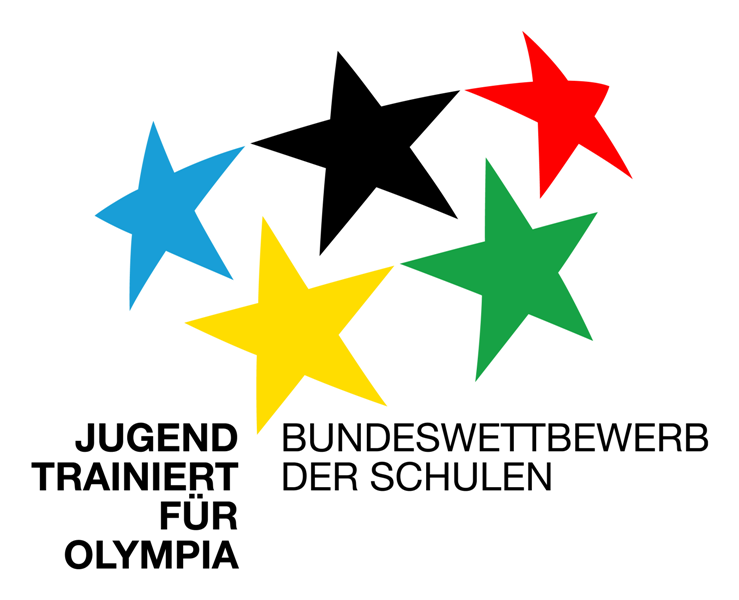 JUGEND
TRAINIERT
FÜR
OLYMPIA
BUNDESWETTBEWERB
DER SCHULEN